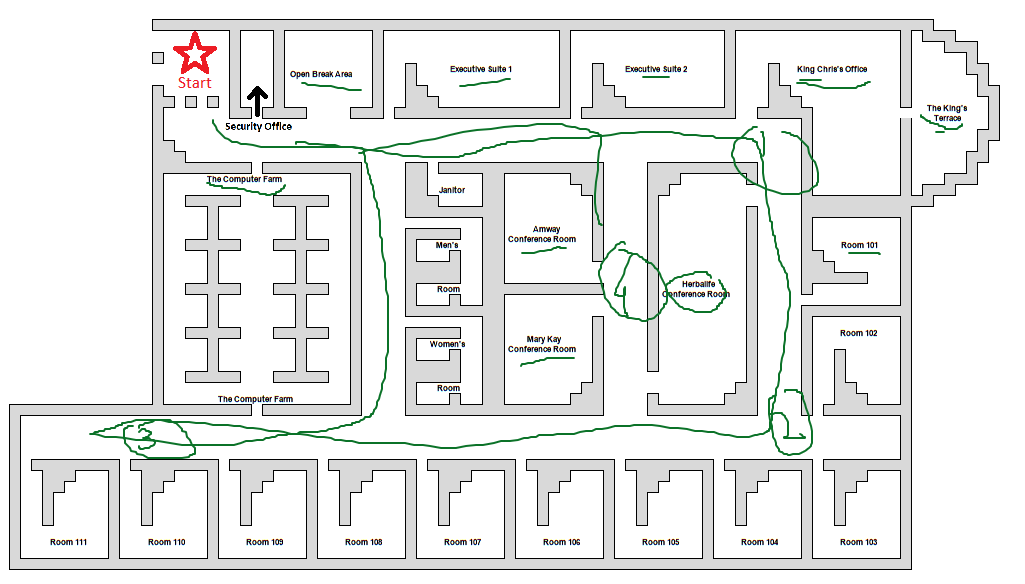 Start
Security Office
Open Break Area
Executive Suite 1
Executive Suite 2
King Chris's Office
The King's
Terrace
The Computer Farm
Janitor
Men's
Room
Women's
Room
Amway
Conference Room
Mary Kay
Conference Room
Herbalife
Conference Room
Room 101
Room 102
The Computer Farm
Room 111
Room 110
Room 109
Room 108
Room 107
Room 106
Room 105
Room 104
Room 103